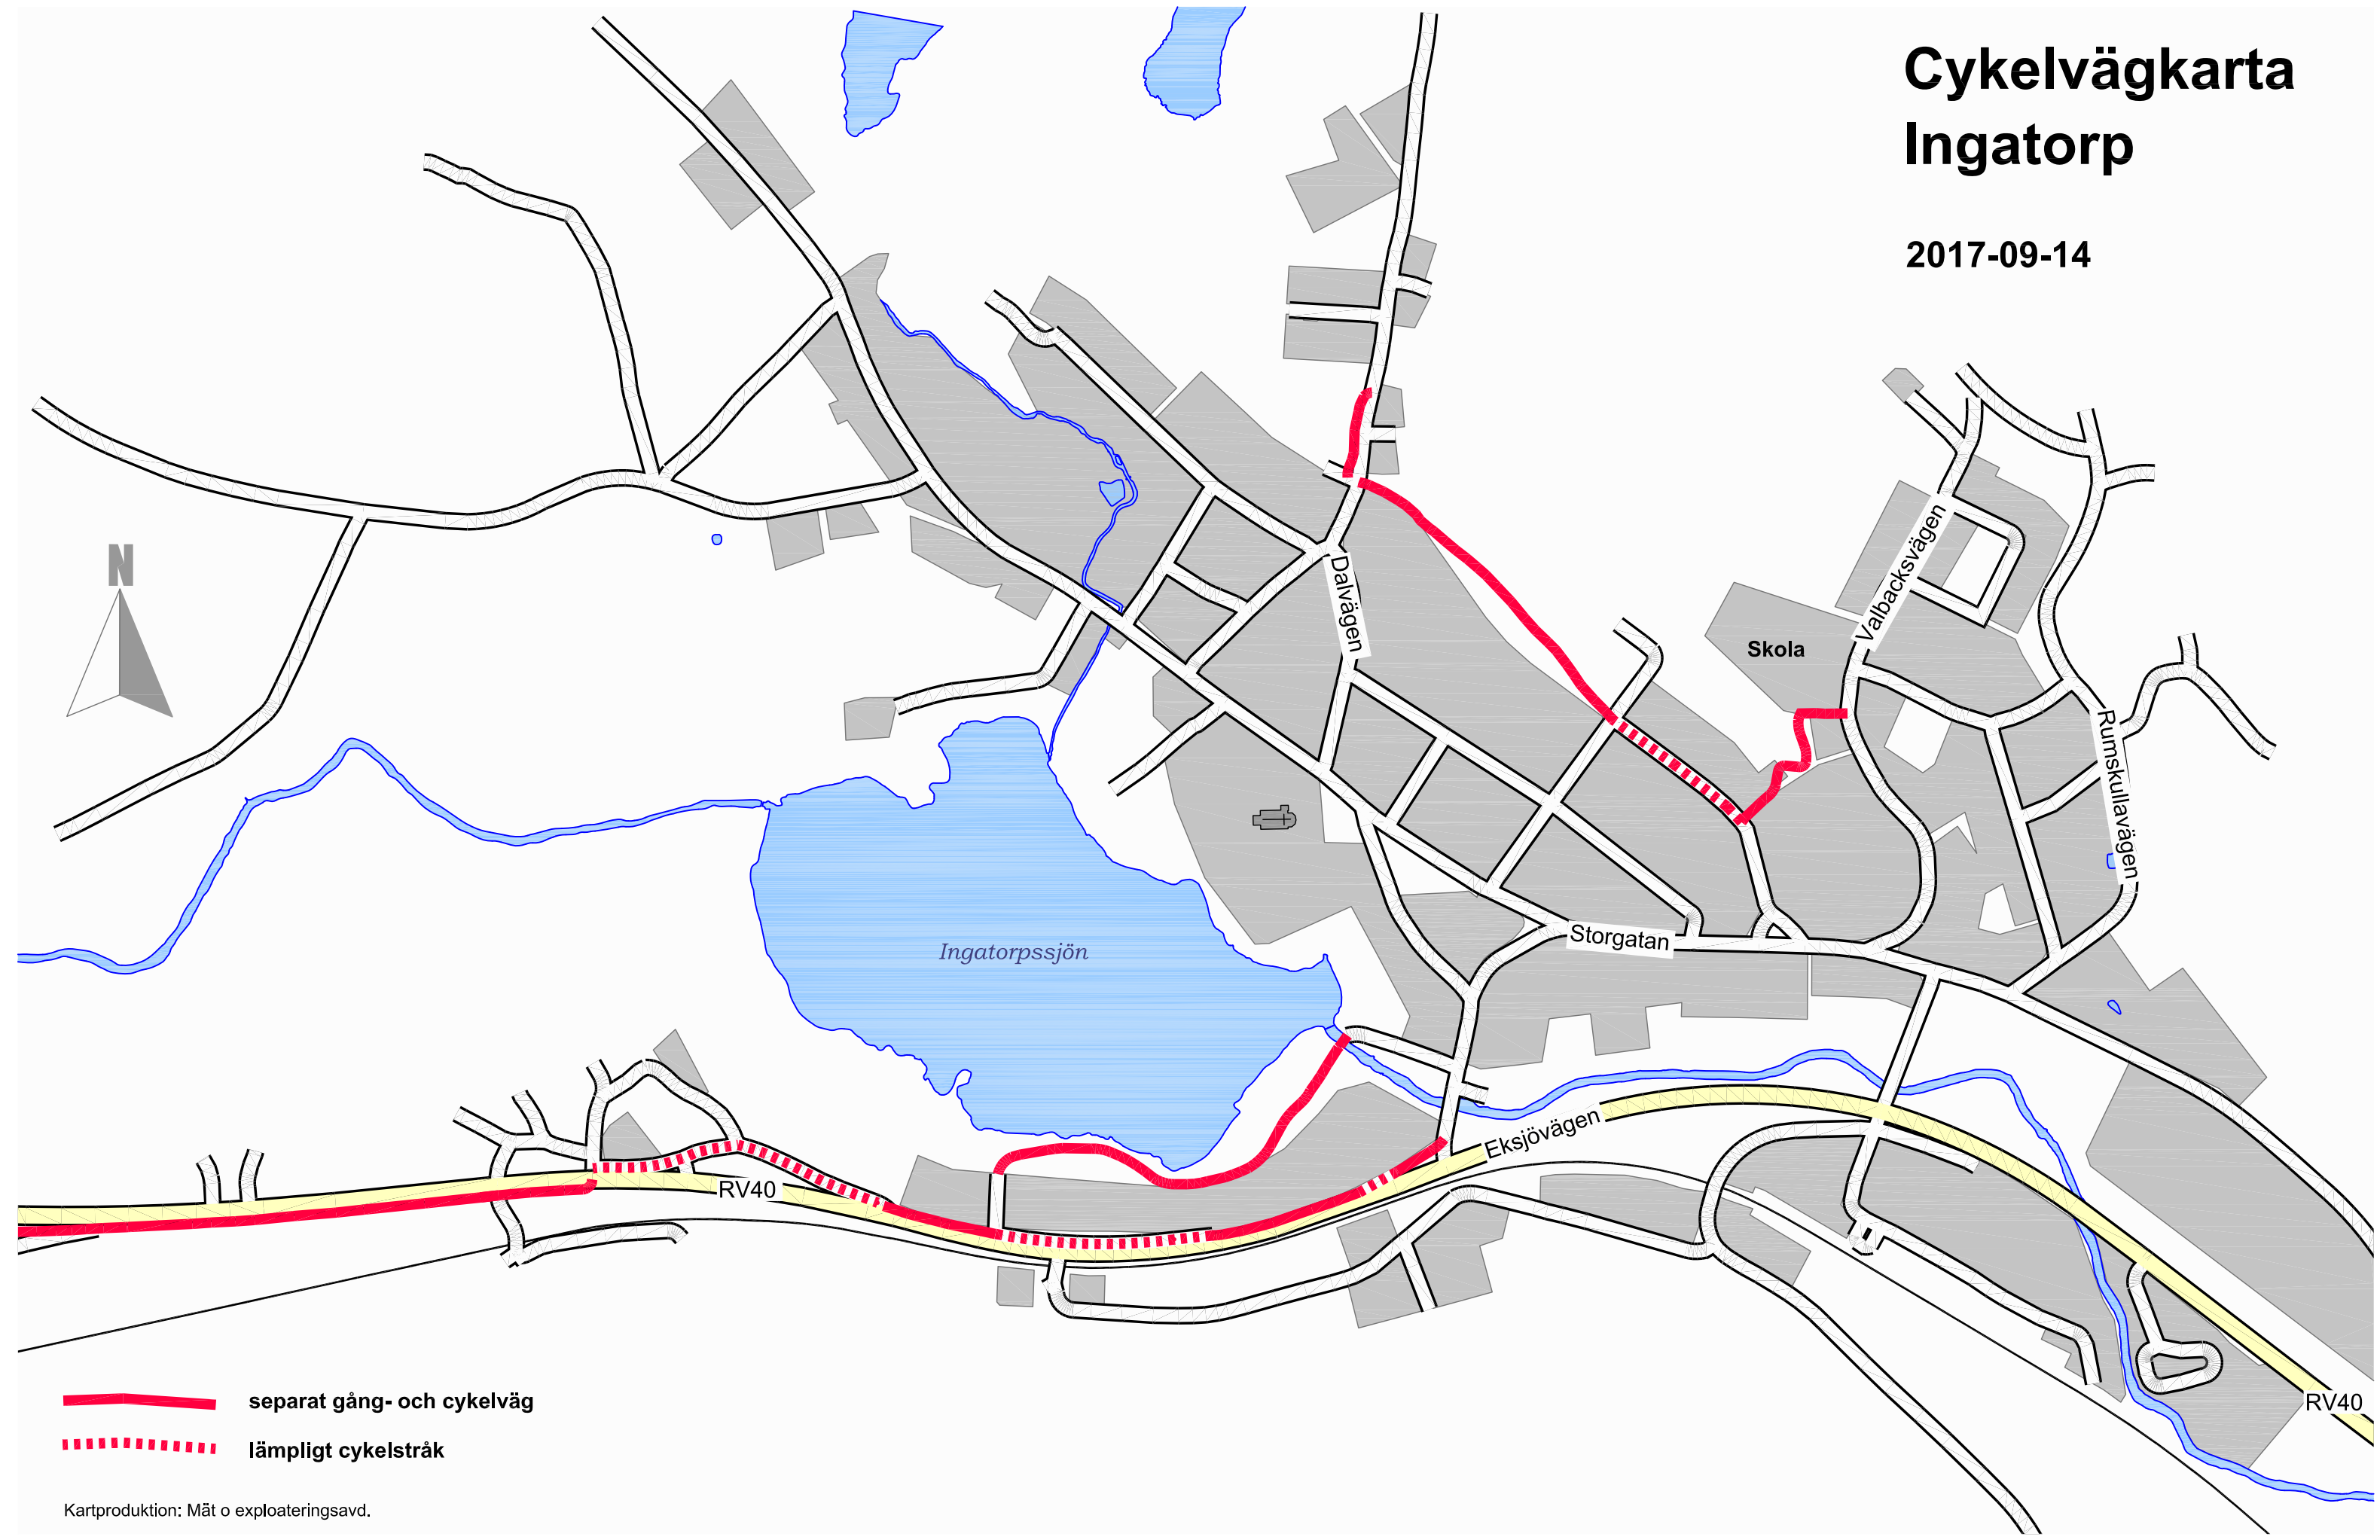 Cykelvägkarta
Ingatorp
2017-09-14
N
Dalvägen
Valbacksvägen
Skola
Rumskullavägen
Storgatan
Ingatorpssjön
Eksjövägen
RV40
RV40
separat gång- och cykelväg
lämpligt cykelstråk
Kartproduktion: Mät o exploateringsavd.